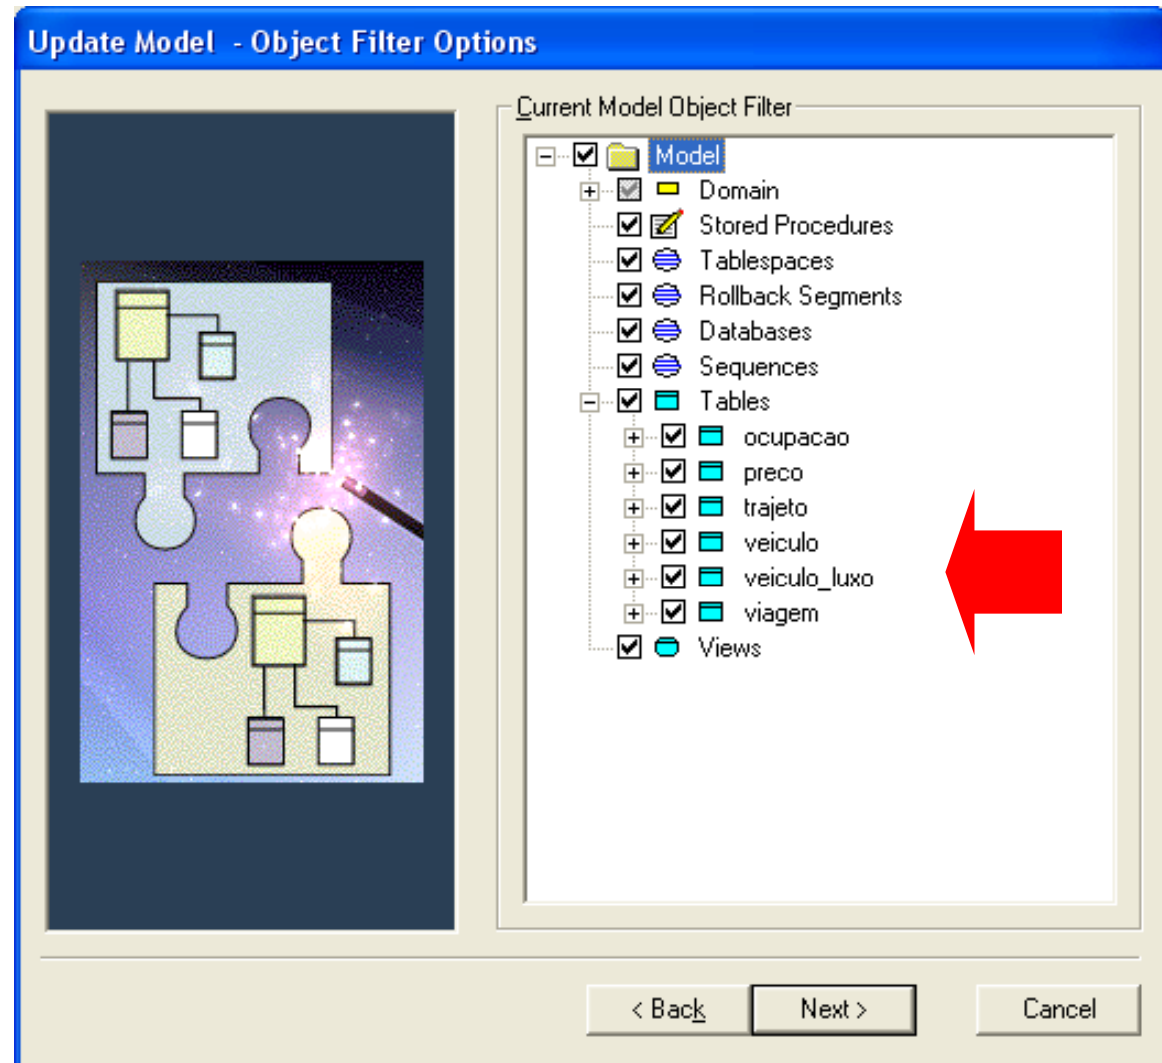 Update Model - Object Filter Options
Current Model Object Filter
Model
Domain
Stored Procedures
Tablespaces
Rollback Segments
Databases
Sequences
Tables
ocupacao
preco
trajeto
veiculo
veiculo_luxo
viagem
Views
< Back Next > Cancel